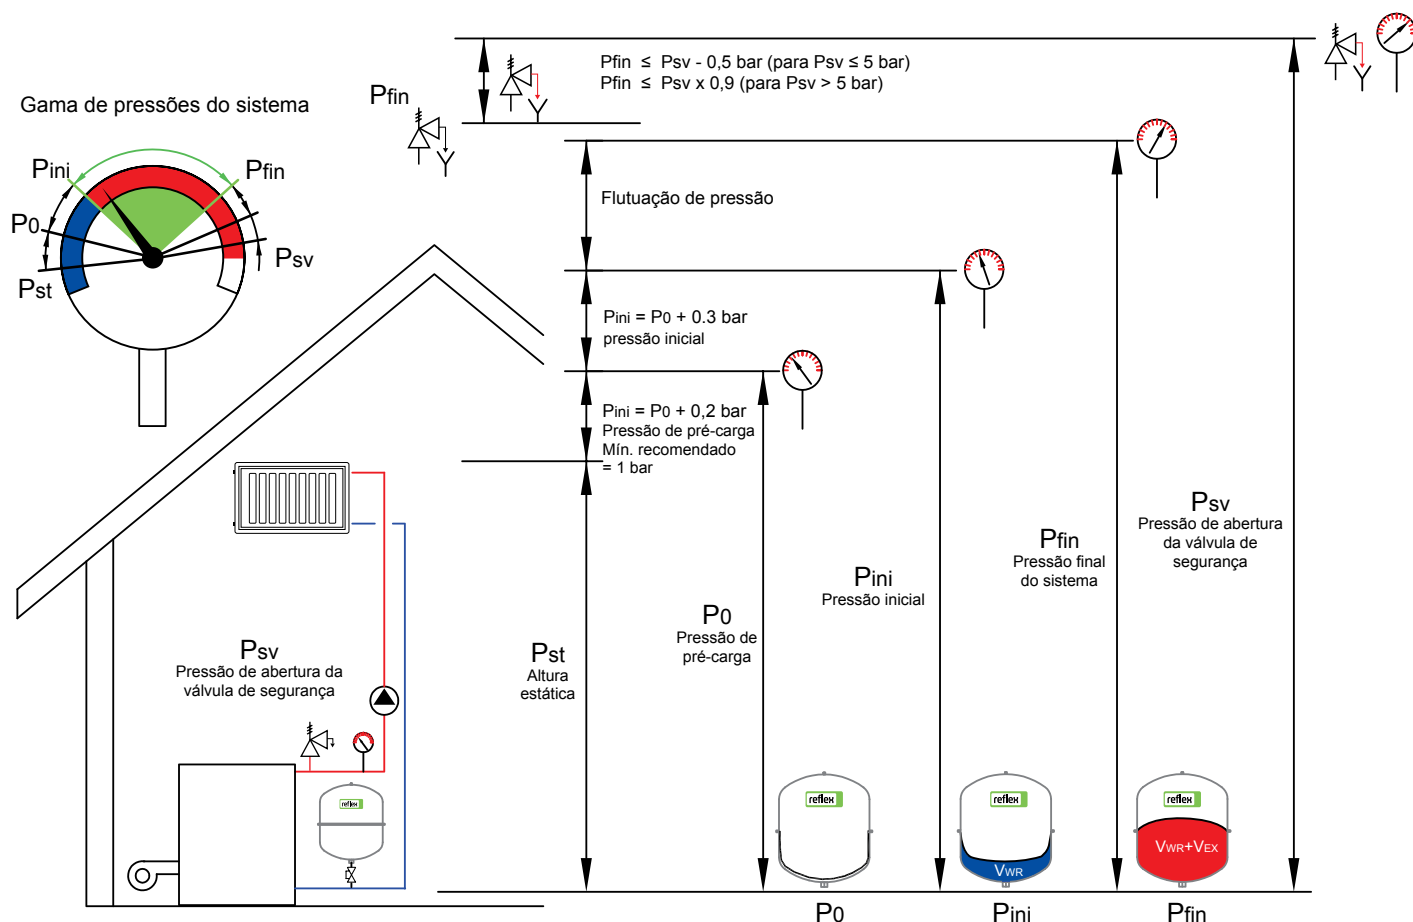 Pfin ≤ Psv - 0,5 bar (para Psv ≤ 5 bar)
Pfin ≤ Psv x 0,9 (para Psv > 5 bar)
Pfin
Gama de pressões do sistema
Pini
Pfin
P0
Psv
Pst
Flutuação de pressão
Pini = P0 + 0.3 bar
pressão inicial
Pini = P0 + 0,2 bar
Pressão de pré-carga
Mín. recomendado
= 1 bar
Psv
Pressão de abertura
da válvula de
segurança
Pfin
Pressão final
do sistema
Pini
Pressão inicial
P0
Pressão de
pré-carga
Pst
Altura
estática
Psv
Pressão de abertura da
válvula de segurança
reflex
reflex
reflex
reflex
VWR
VWR+VEX
P0
Pini
Pfin